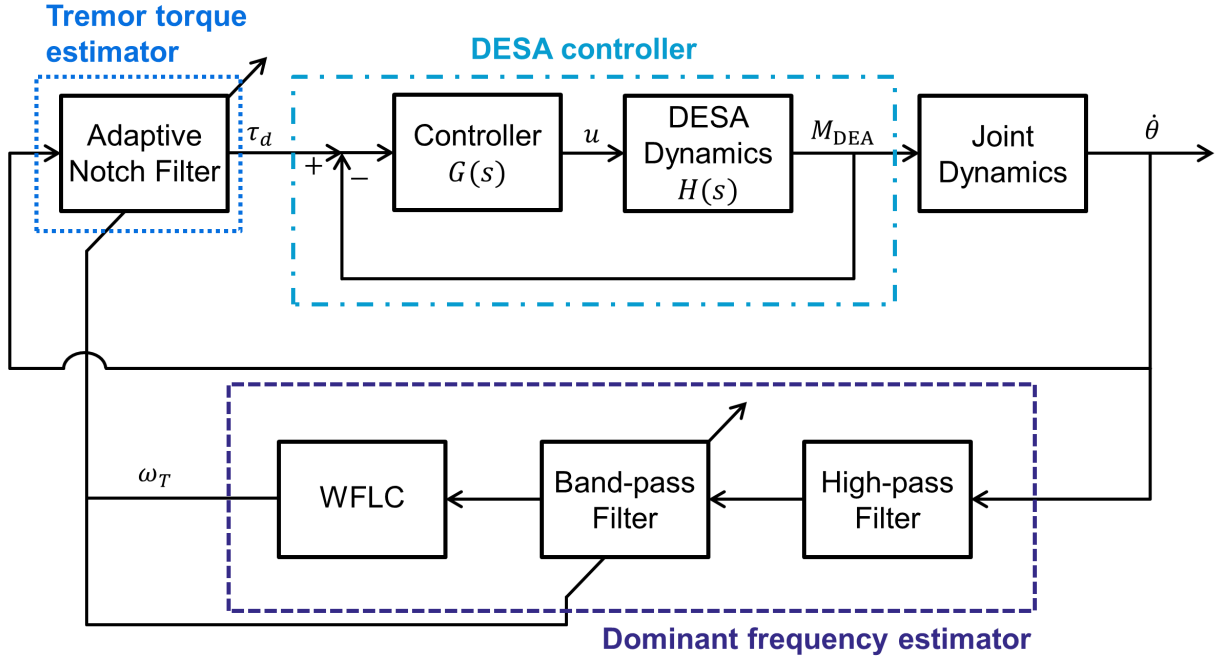 Tremor torque
estimator
DESA controller
Adaptive
Notch Filter
τ_d
+
−
Controller
G(s)
u
DESA
Dynamics
H(s)
M_DEA
Joint
Dynamics
θ̇
ω_T
WFLC
Band-pass
Filter
High-pass
Filter
Dominant frequency estimator